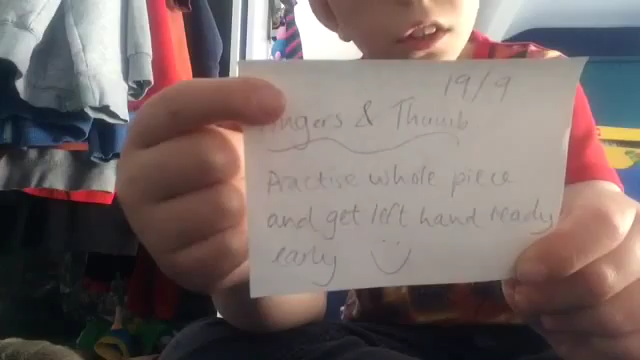 19/9
ingers & Thumb
Practise whole piece
and get left hand ready
early